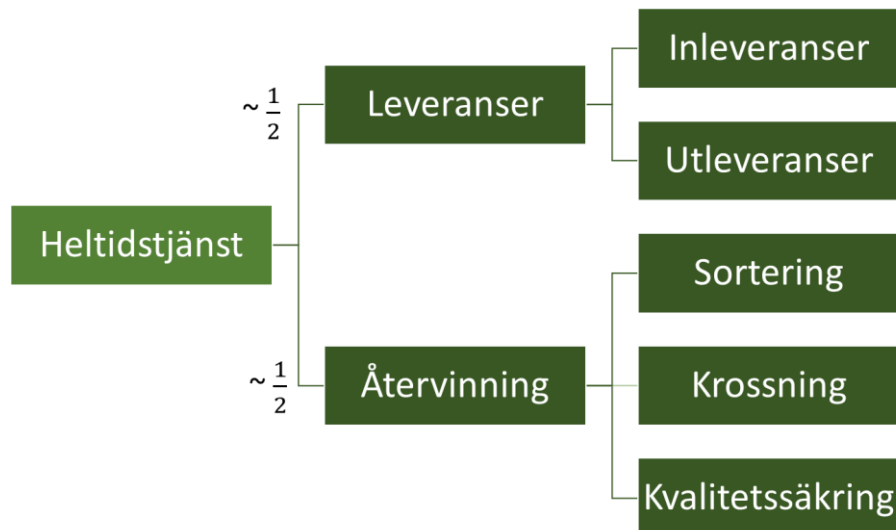 Inleveranser
~ 1/2
Leveranser
Utleveranser
Heltidstjänst
Sortering
~ 1/2
Återvinning
Krossning
Kvalitetssäkring